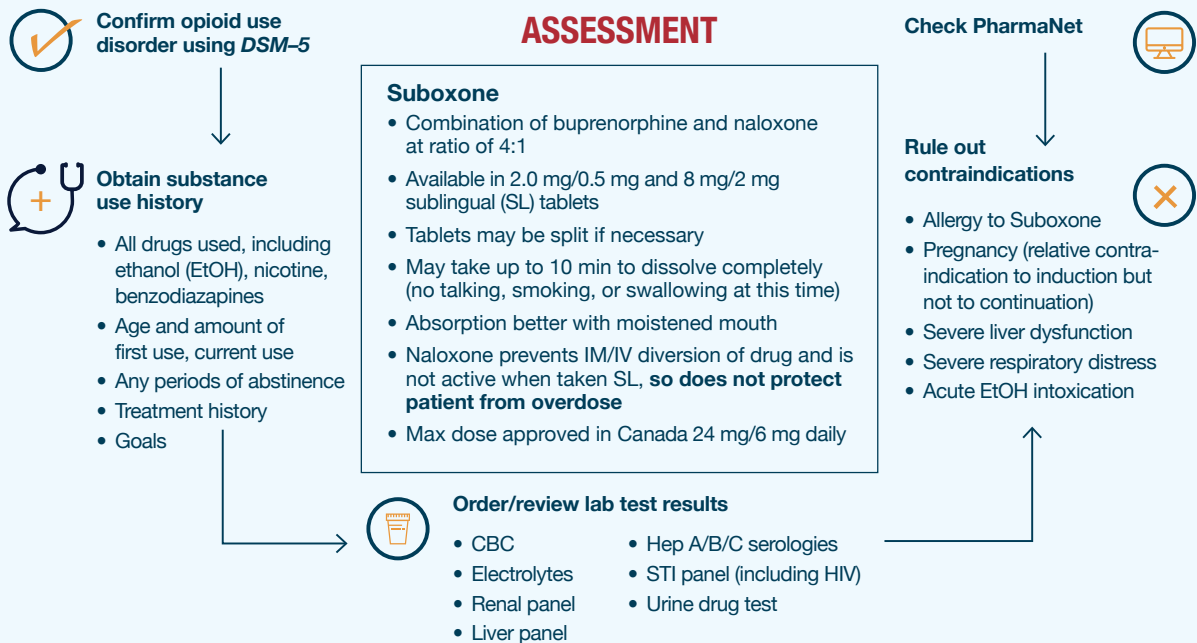 ASSESSMENT
Confirm opioid use
disorder using DSM–5
Obtain substance
use history
• All drugs used, including
ethanol (EtOH), nicotine,
benzodiazapines
• Age and amount of
first use, current use
• Any periods of abstinence
• Treatment history
• Goals
Suboxone
• Combination of buprenorphine and naloxone
at ratio of 4:1
• Available in 2.0 mg/0.5 mg and 8 mg/2 mg
sublingual (SL) tablets
• Tablets may be split if necessary
• May take up to 10 min to dissolve completely
(no talking, smoking, or swallowing at this time)
• Absorption better with moistened mouth
• Naloxone prevents IM/IV diversion of drug and is
not active when taken SL, so does not protect
patient from overdose
• Max dose approved in Canada 24 mg/6 mg daily
Order/review lab test results
• CBC
• Electrolytes
• Renal panel
• Liver panel
• Hep A/B/C serologies
• STI panel (including HIV)
• Urine drug test
Check PharmaNet
Rule out
contraindications
• Allergy to Suboxone
• Pregnancy (relative contra-
indication to induction but
not to continuation)
• Severe liver dysfunction
• Severe respiratory distress
• Acute EtOH intoxication